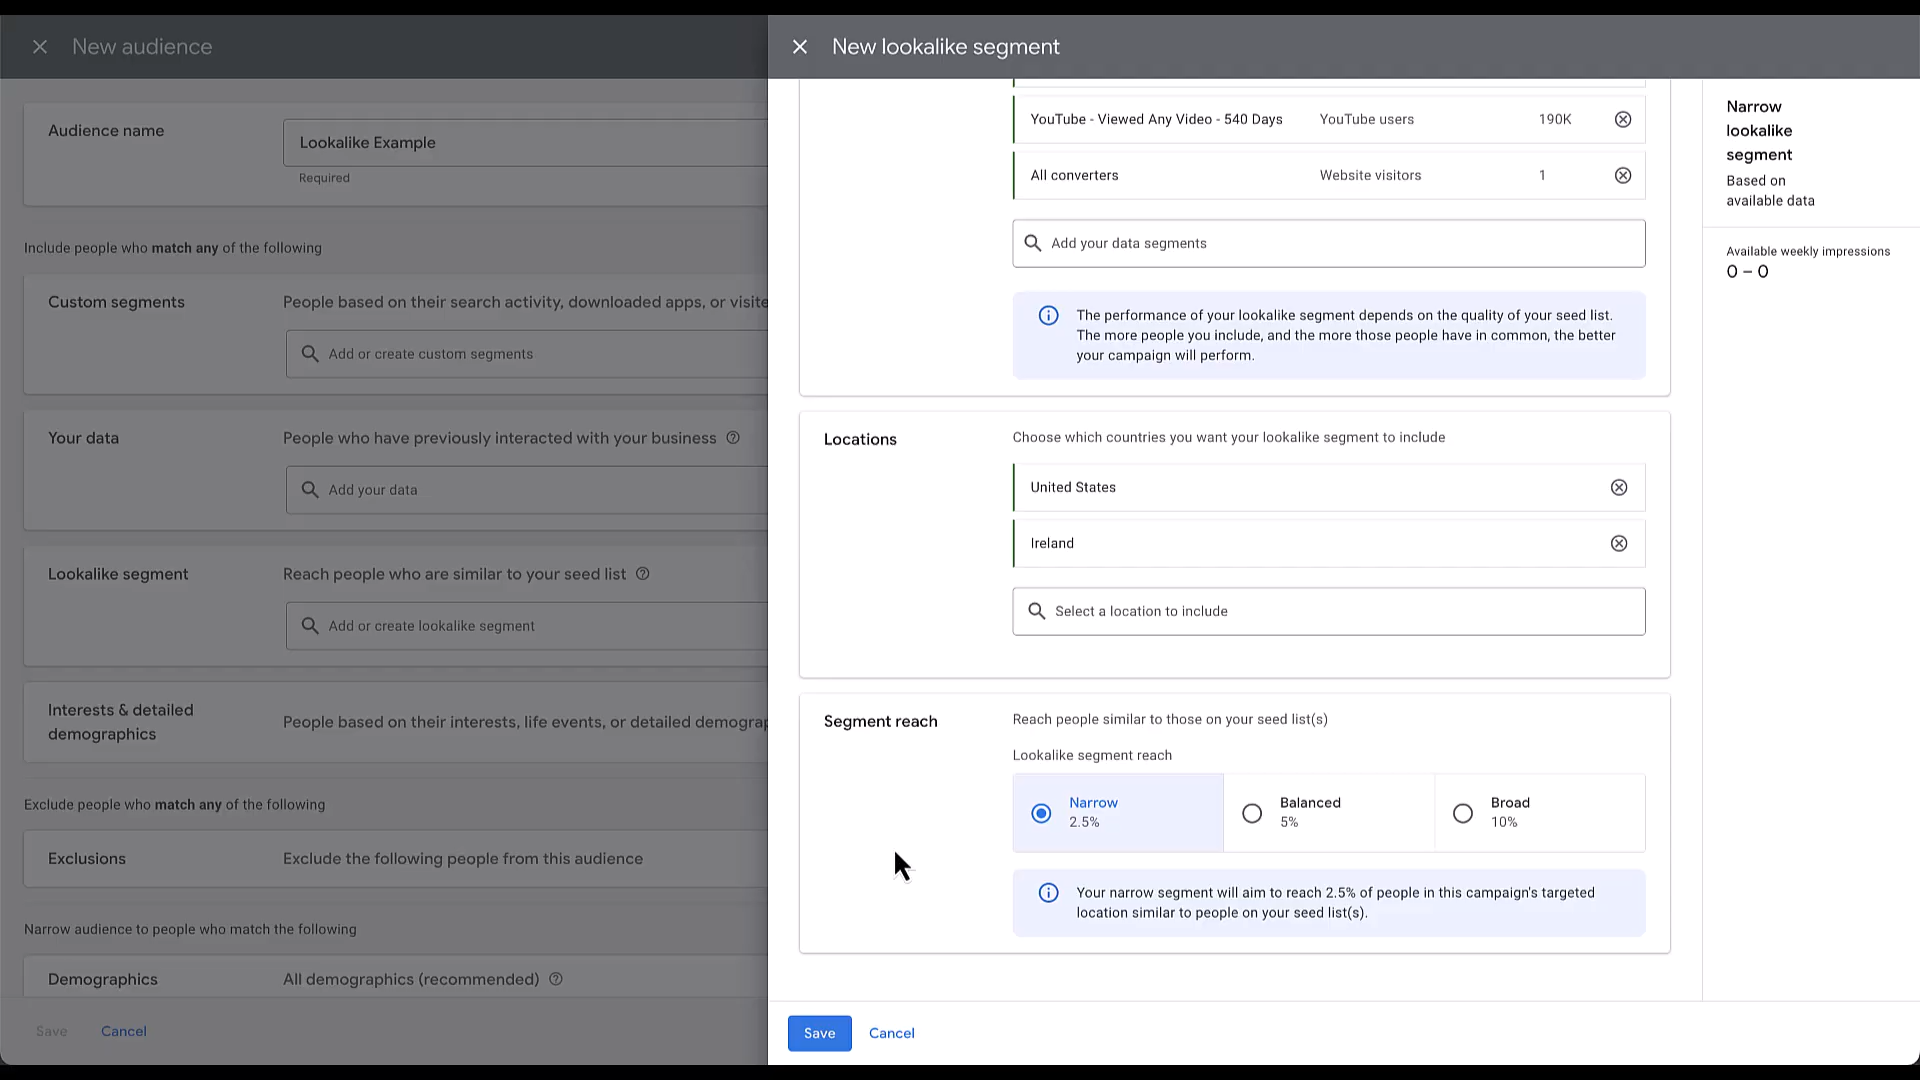 New audience
Audience name
Lookalike Example
Required
Include people who match any of the following
Custom segments
People based on their search activity, downloaded apps, or visite
Add or create custom segments
Your data
People who have previously interacted with your business
Add your data
Lookalike segment
Reach people who are similar to your seed list
Add or create lookalike segment
Interests & detailed
demographics
People based on their interests, life events, or detailed demograp
Exclude people who match any of the following
Exclusions
Exclude the following people from this audience
Narrow audience to people who match the following
Demographics
All demographics (recommended)
Save Cancel
New lookalike segment
YouTube - Viewed Any Video - 540 Days YouTube users 190K
All converters Website visitors 1
Add your data segments
The performance of your lookalike segment depends on the quality of your seed list.
The more people you include, and the more those people have in common, the better
your campaign will perform.
Locations
Choose which countries you want your lookalike segment to include
United States
Ireland
Select a location to include
Segment reach
Reach people similar to those on your seed list(s)
Lookalike segment reach
Narrow
2.5%
Balanced
5%
Broad
10%
Your narrow segment will aim to reach 2.5% of people in this campaign's targeted
location similar to people on your seed list(s).
Save Cancel
Narrow
lookalike
segment
Based on
available data
Available weekly impressions
0 – 0